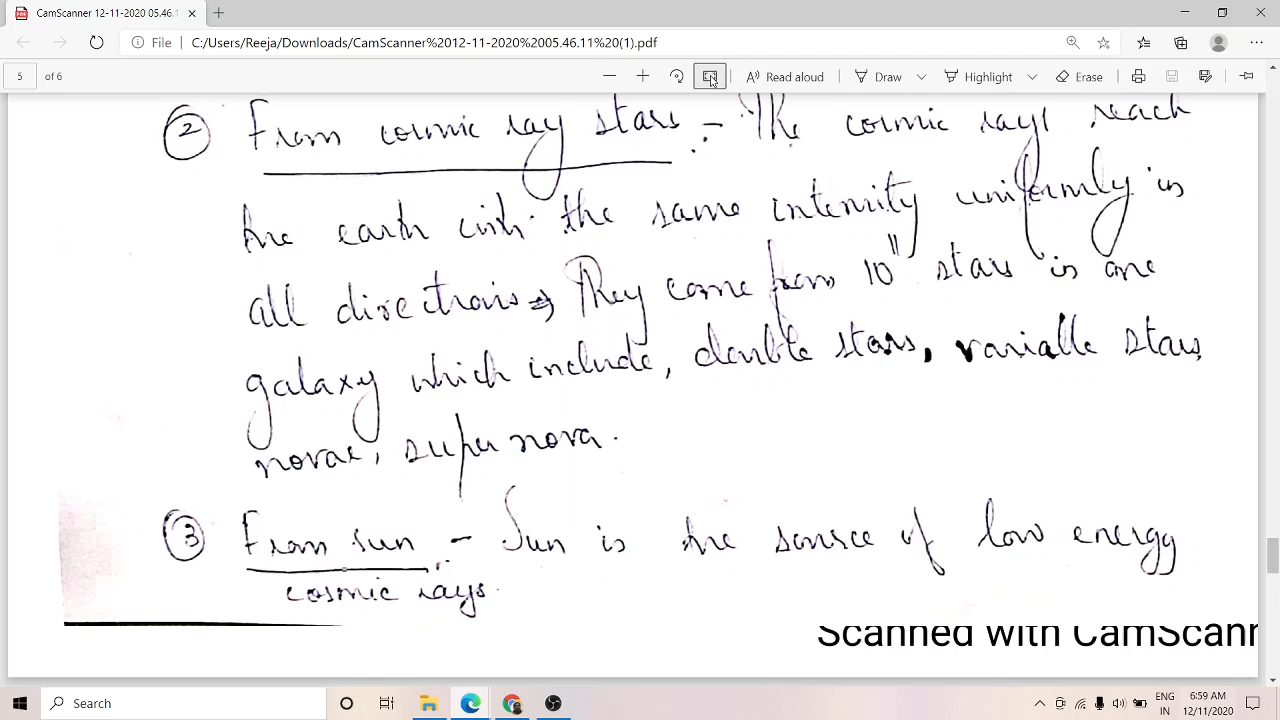 CamScanner 12-11-2020 05.46.1
File C:/Users/Reeja/Downloads/CamScanner%2012-11-2020%2005.46.11%20(1).pdf
5 of 6 Read aloud Draw Highlight Erase
② From cosmic ray stars :- The cosmic rays reach
the earth with the same intensity uniformly in
all directions → They come from 10¹¹ stars in one
galaxy which include, double stars, variable stars
novae, super nova.
③ From sun :- Sun is the source of low energy
cosmic rays.
Scanned with CamScann
Search
ENG 6:59 AM
IN 12/11/2020